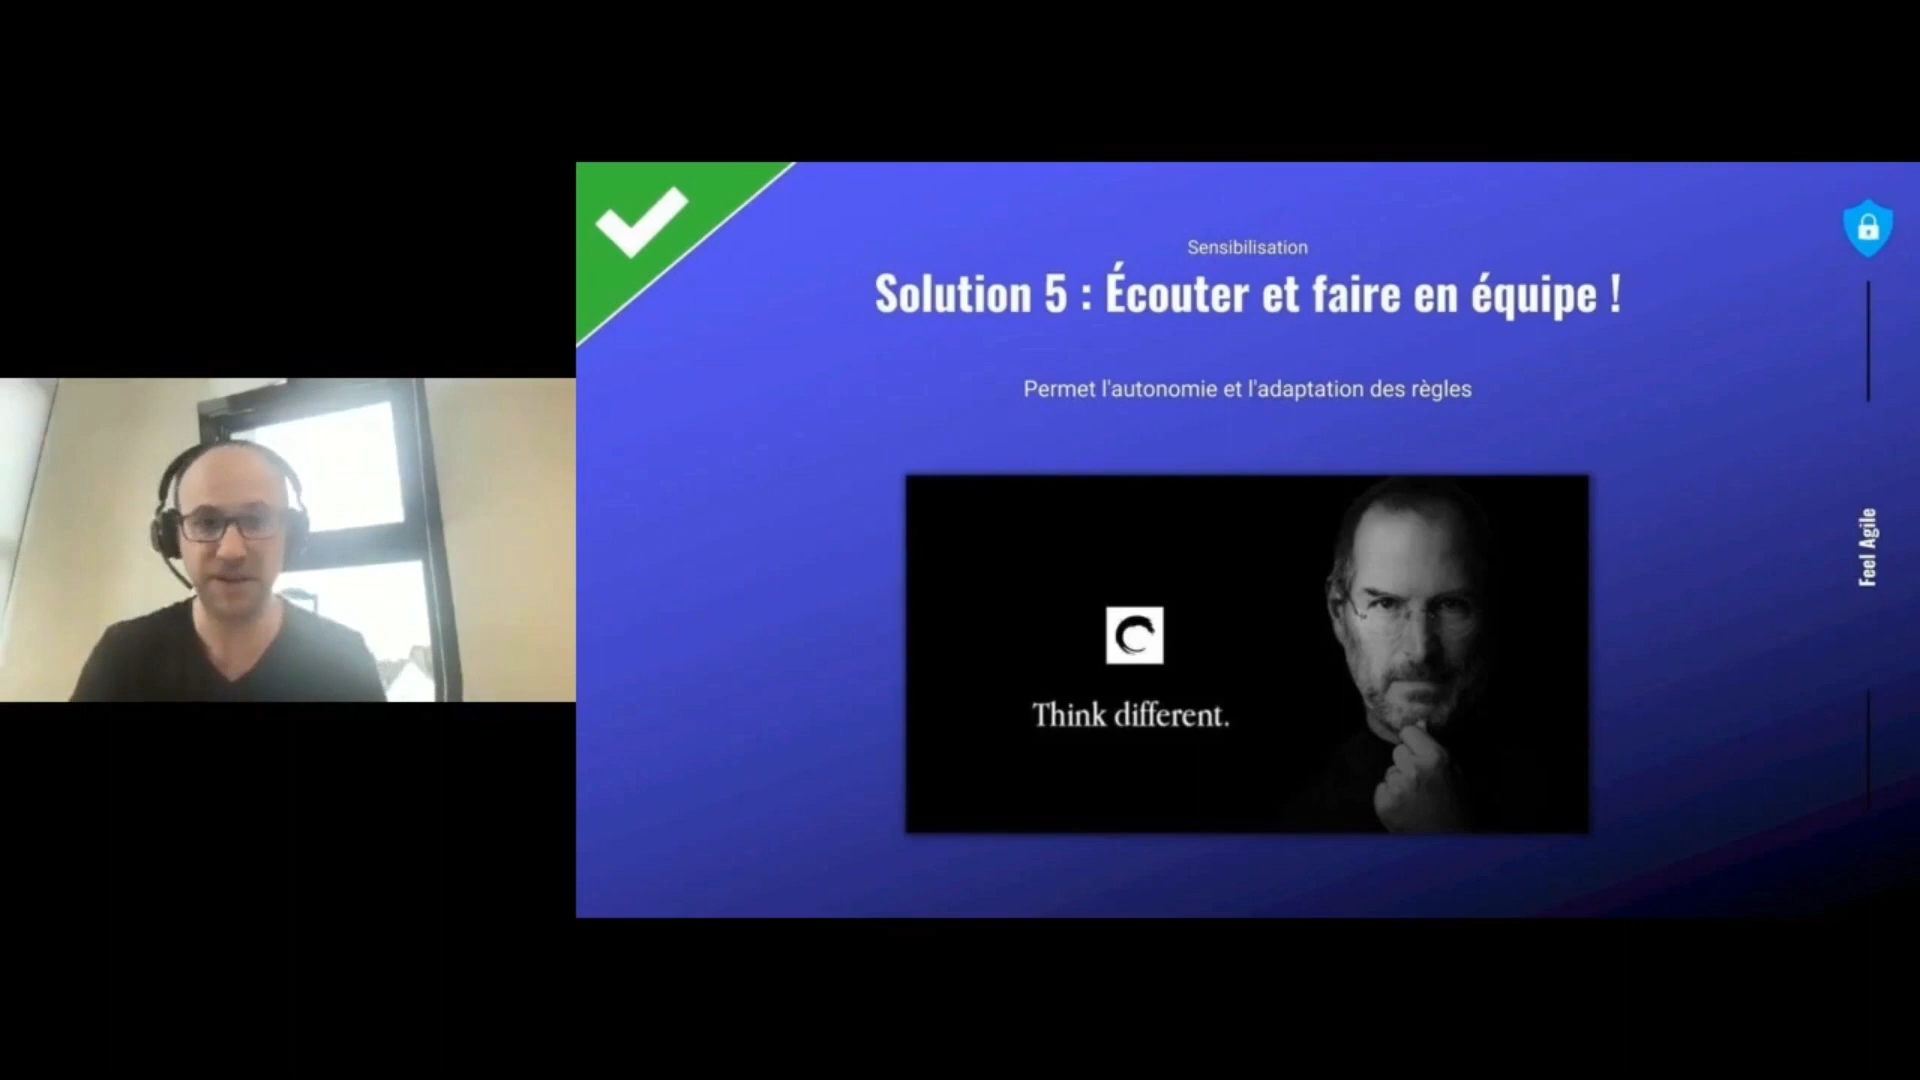 Sensibilisation
Solution 5 : Écouter et faire en équipe !
Permet l'autonomie et l'adaptation des règles
Think different.
Feel Agile